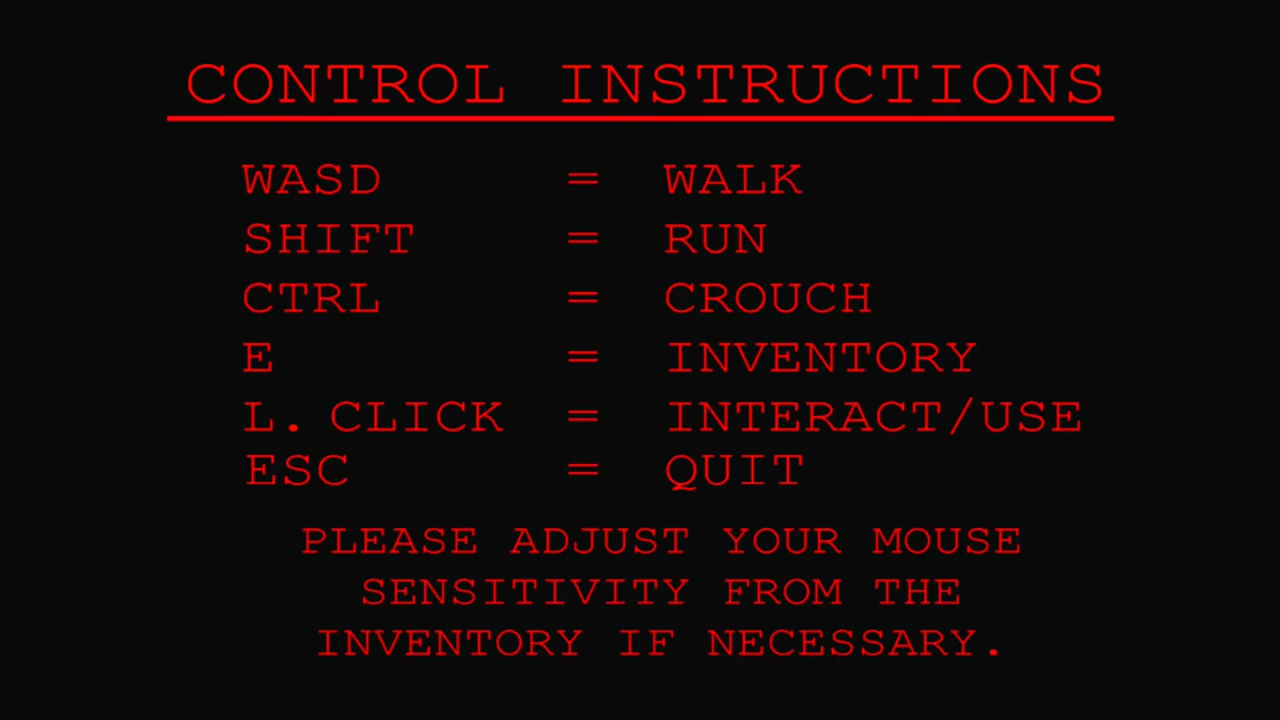 CONTROL INSTRUCTIONS
WASD = WALK
SHIFT = RUN
CTRL = CROUCH
E = INVENTORY
L. CLICK = INTERACT/USE
ESC = QUIT
PLEASE ADJUST YOUR MOUSE
SENSITIVITY FROM THE
INVENTORY IF NECESSARY.